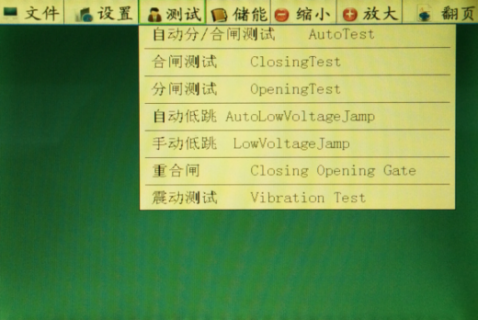 文件 设置 测试 储能 缩小 放大 翻页
自动分/合闸测试 AutoTest
合闸测试 ClosingTest
分闸测试 OpeningTest
自动低跳 AutoLowVoltageJamp
手动低跳 LowVoltageJamp
重合闸 Closing Opening Gate
震动测试 Vibration Test